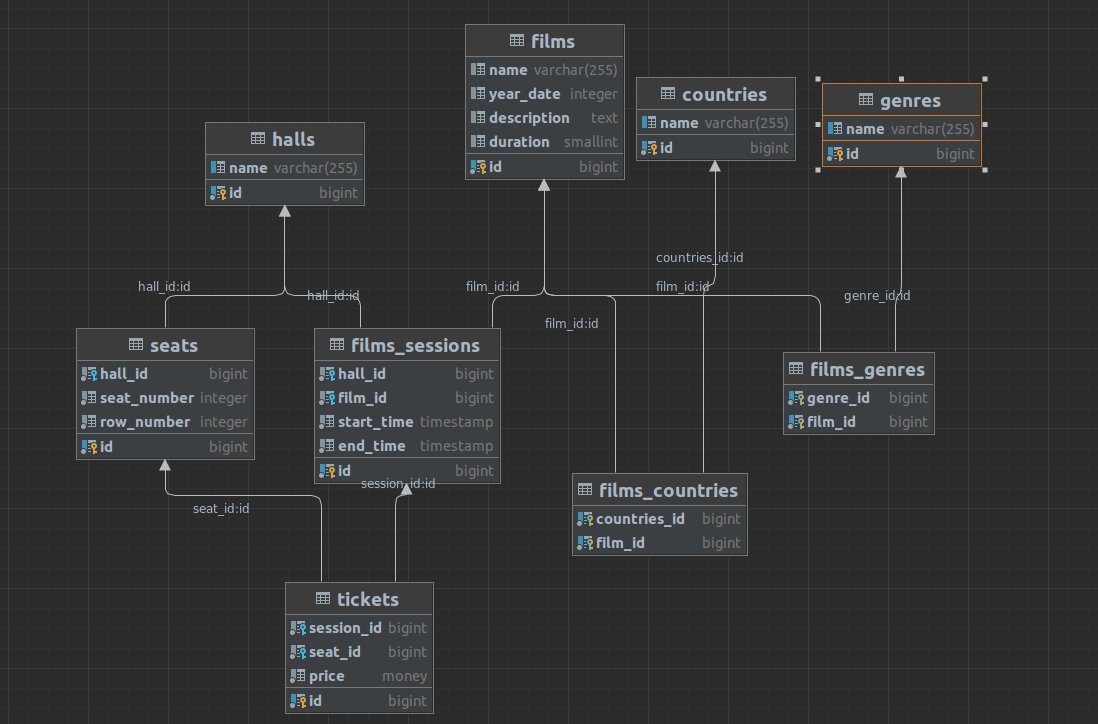 films
name varchar(255)
year_date integer
description text
duration smallint
id bigint
countries
name varchar(255)
id bigint
genres
name varchar(255)
id bigint
halls
name varchar(255)
id bigint
countries_id:id
hall_id:id
hall_id:id
film_id:id
film_id:id
genre_id:id
film_id:id
seats
hall_id bigint
seat_number integer
row_number integer
id bigint
films_sessions
hall_id bigint
film_id bigint
start_time timestamp
end_time timestamp
id bigint
films_genres
genre_id bigint
film_id bigint
session_id:id
seat_id:id
films_countries
countries_id bigint
film_id bigint
tickets
session_id bigint
seat_id bigint
price money
id bigint